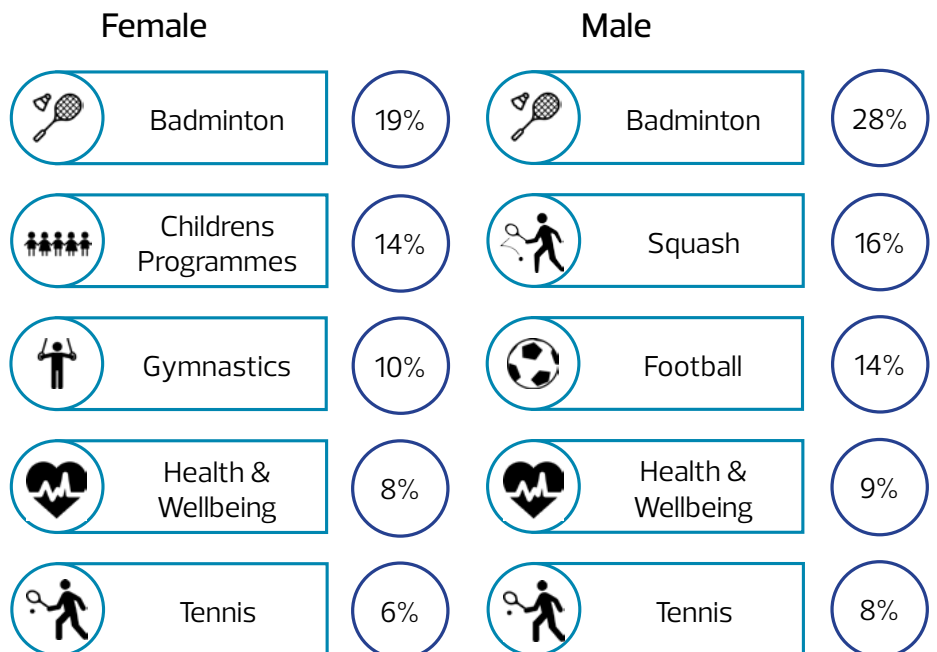 Female
Badminton
19%
Childrens
Programmes
14%
Gymnastics
10%
Health &
Wellbeing
8%
Tennis
6%
Male
Badminton
28%
Squash
16%
Football
14%
Health &
Wellbeing
9%
Tennis
8%